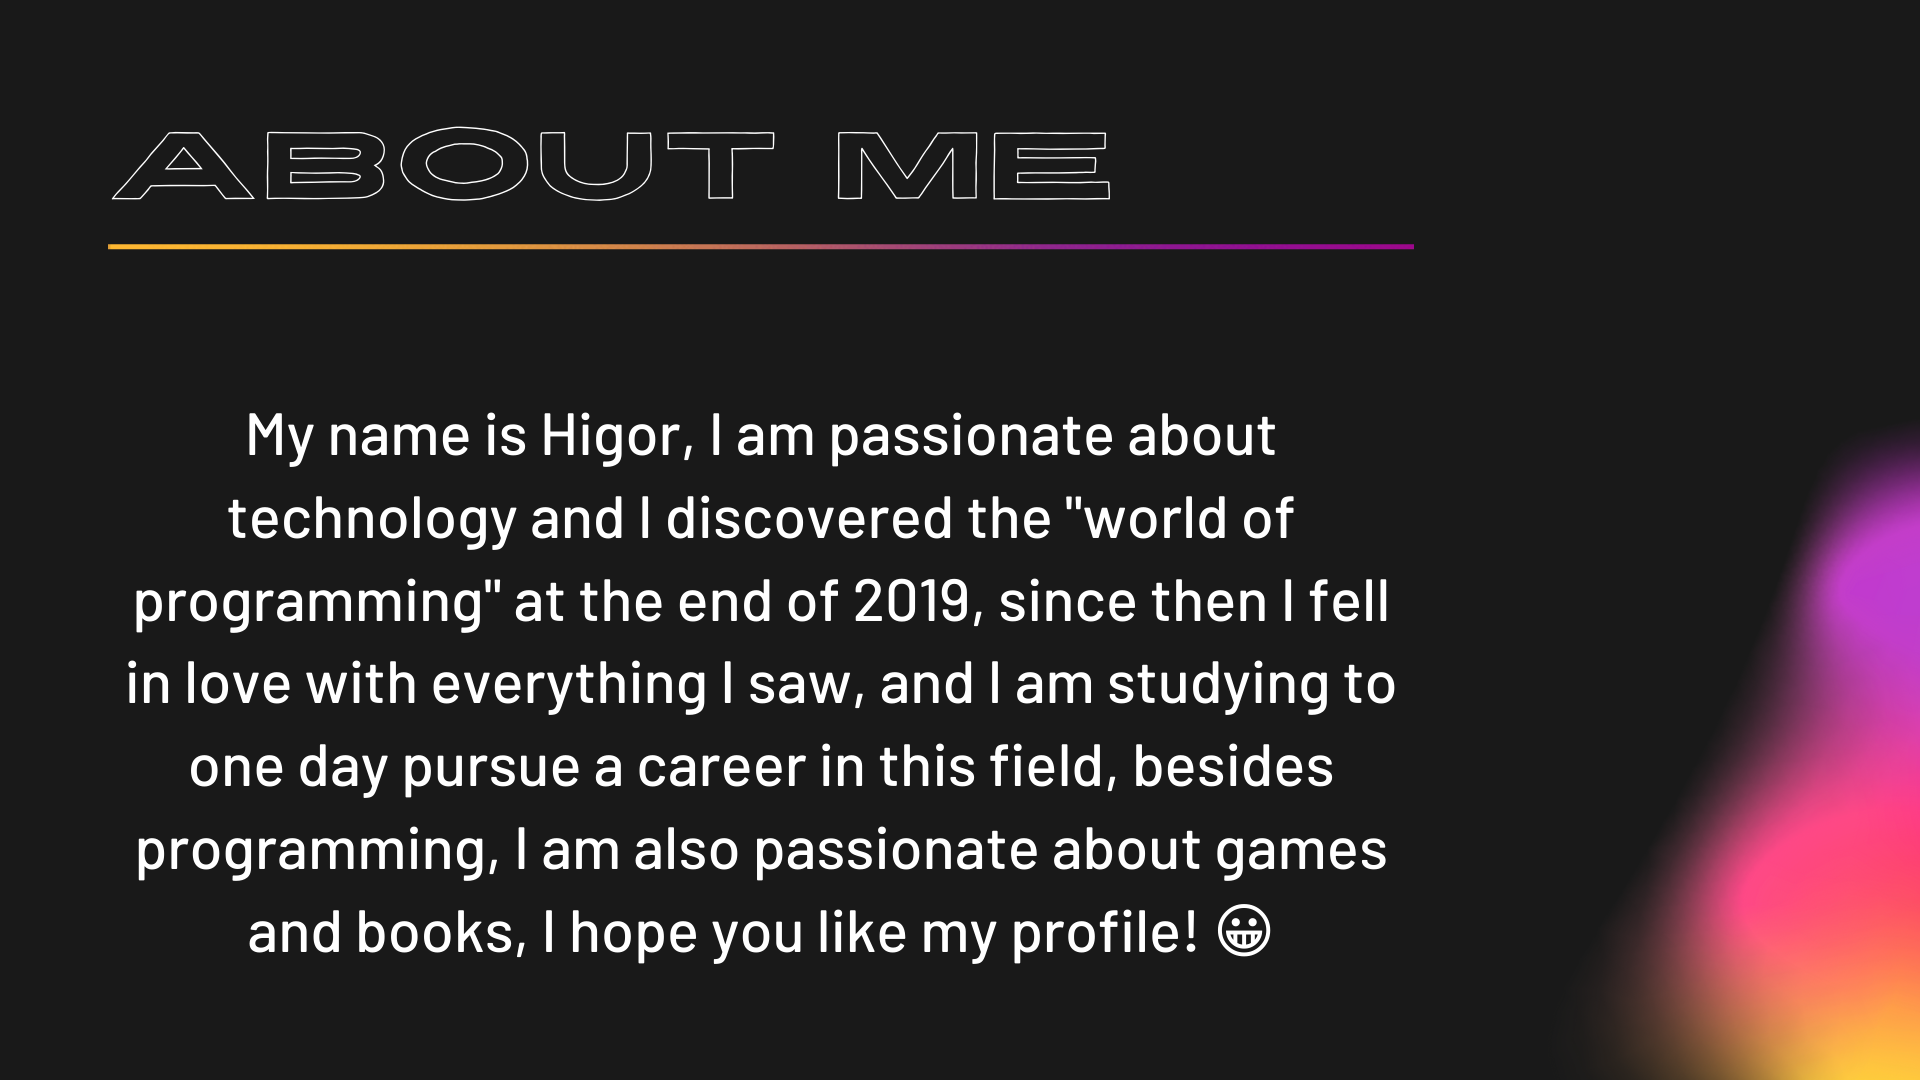 ABOUT ME
My name is Higor, I am passionate about
technology and I discovered the "world of
programming" at the end of 2019, since then I fell
in love with everything I saw, and I am studying to
one day pursue a career in this field, besides
programming, I am also passionate about games
and books, I hope you like my profile! 😀